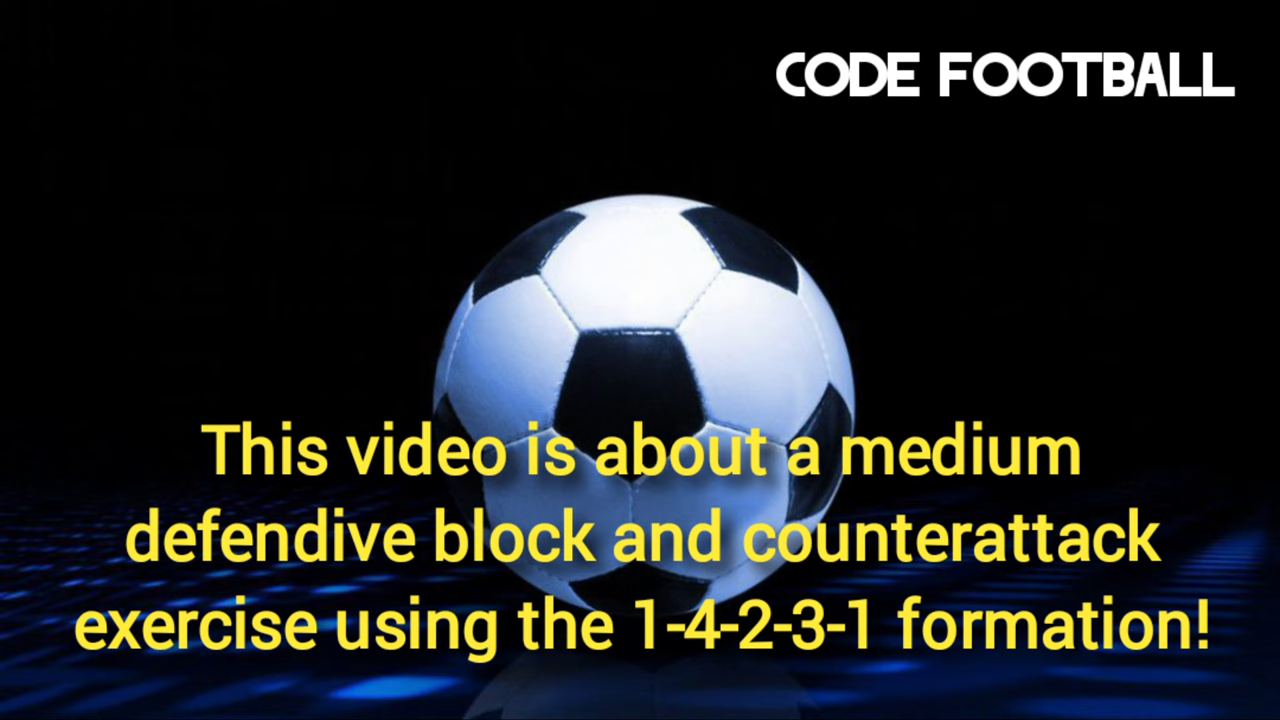 CODE FOOTBALL
This video is about a medium
defendive block and counterattack
exercise using the 1-4-2-3-1 formation!